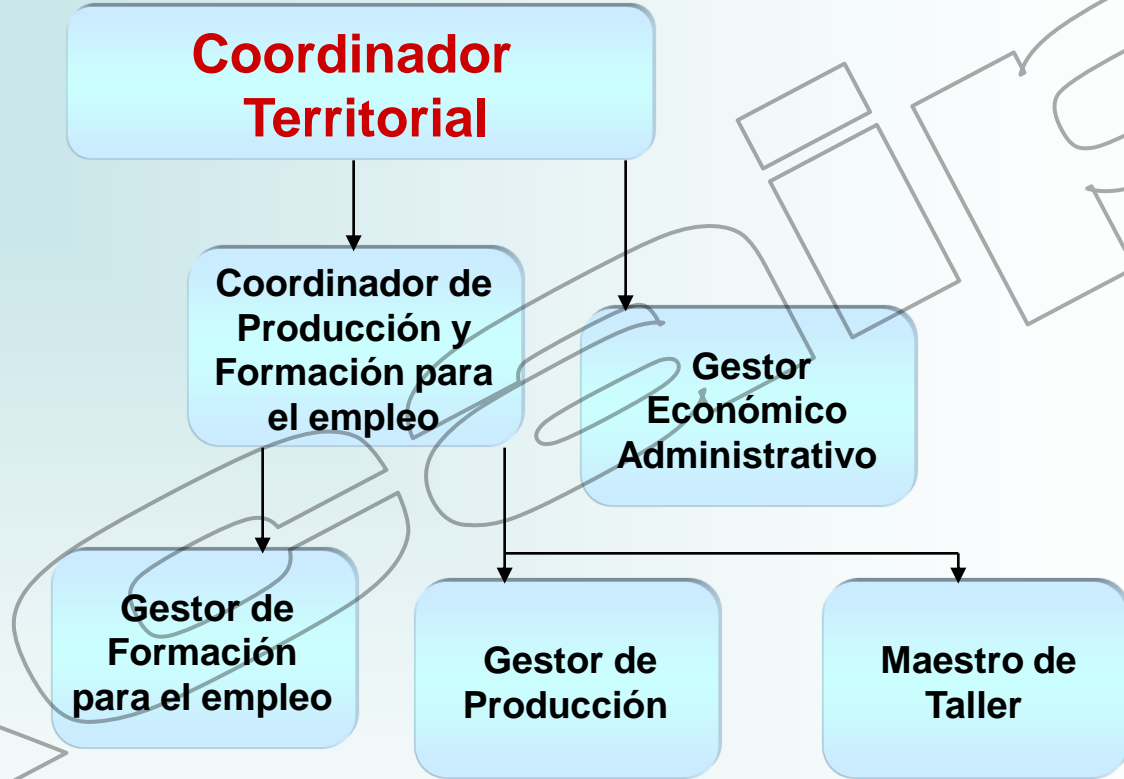 Coordinador
Territorial
Coordinador de
Producción y
Formación para
el empleo
Gestor
Económico
Administrativo
Gestor de
Formación
para el empleo
Gestor de
Producción
Maestro de
Taller